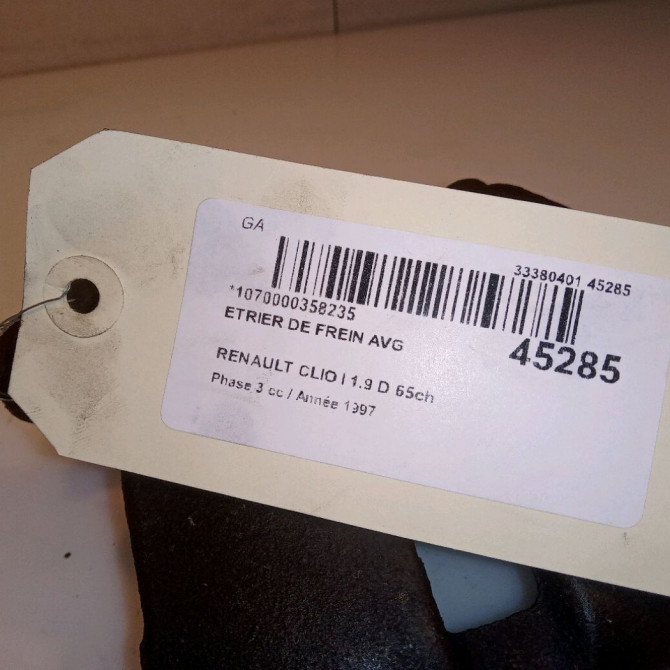 GA
33380401 45285
*1070000358235
ETRIER DE FREIN AVG
45285
RENAULT CLIO I 1.9 D 65ch
Phase 3 cc / Année 1997